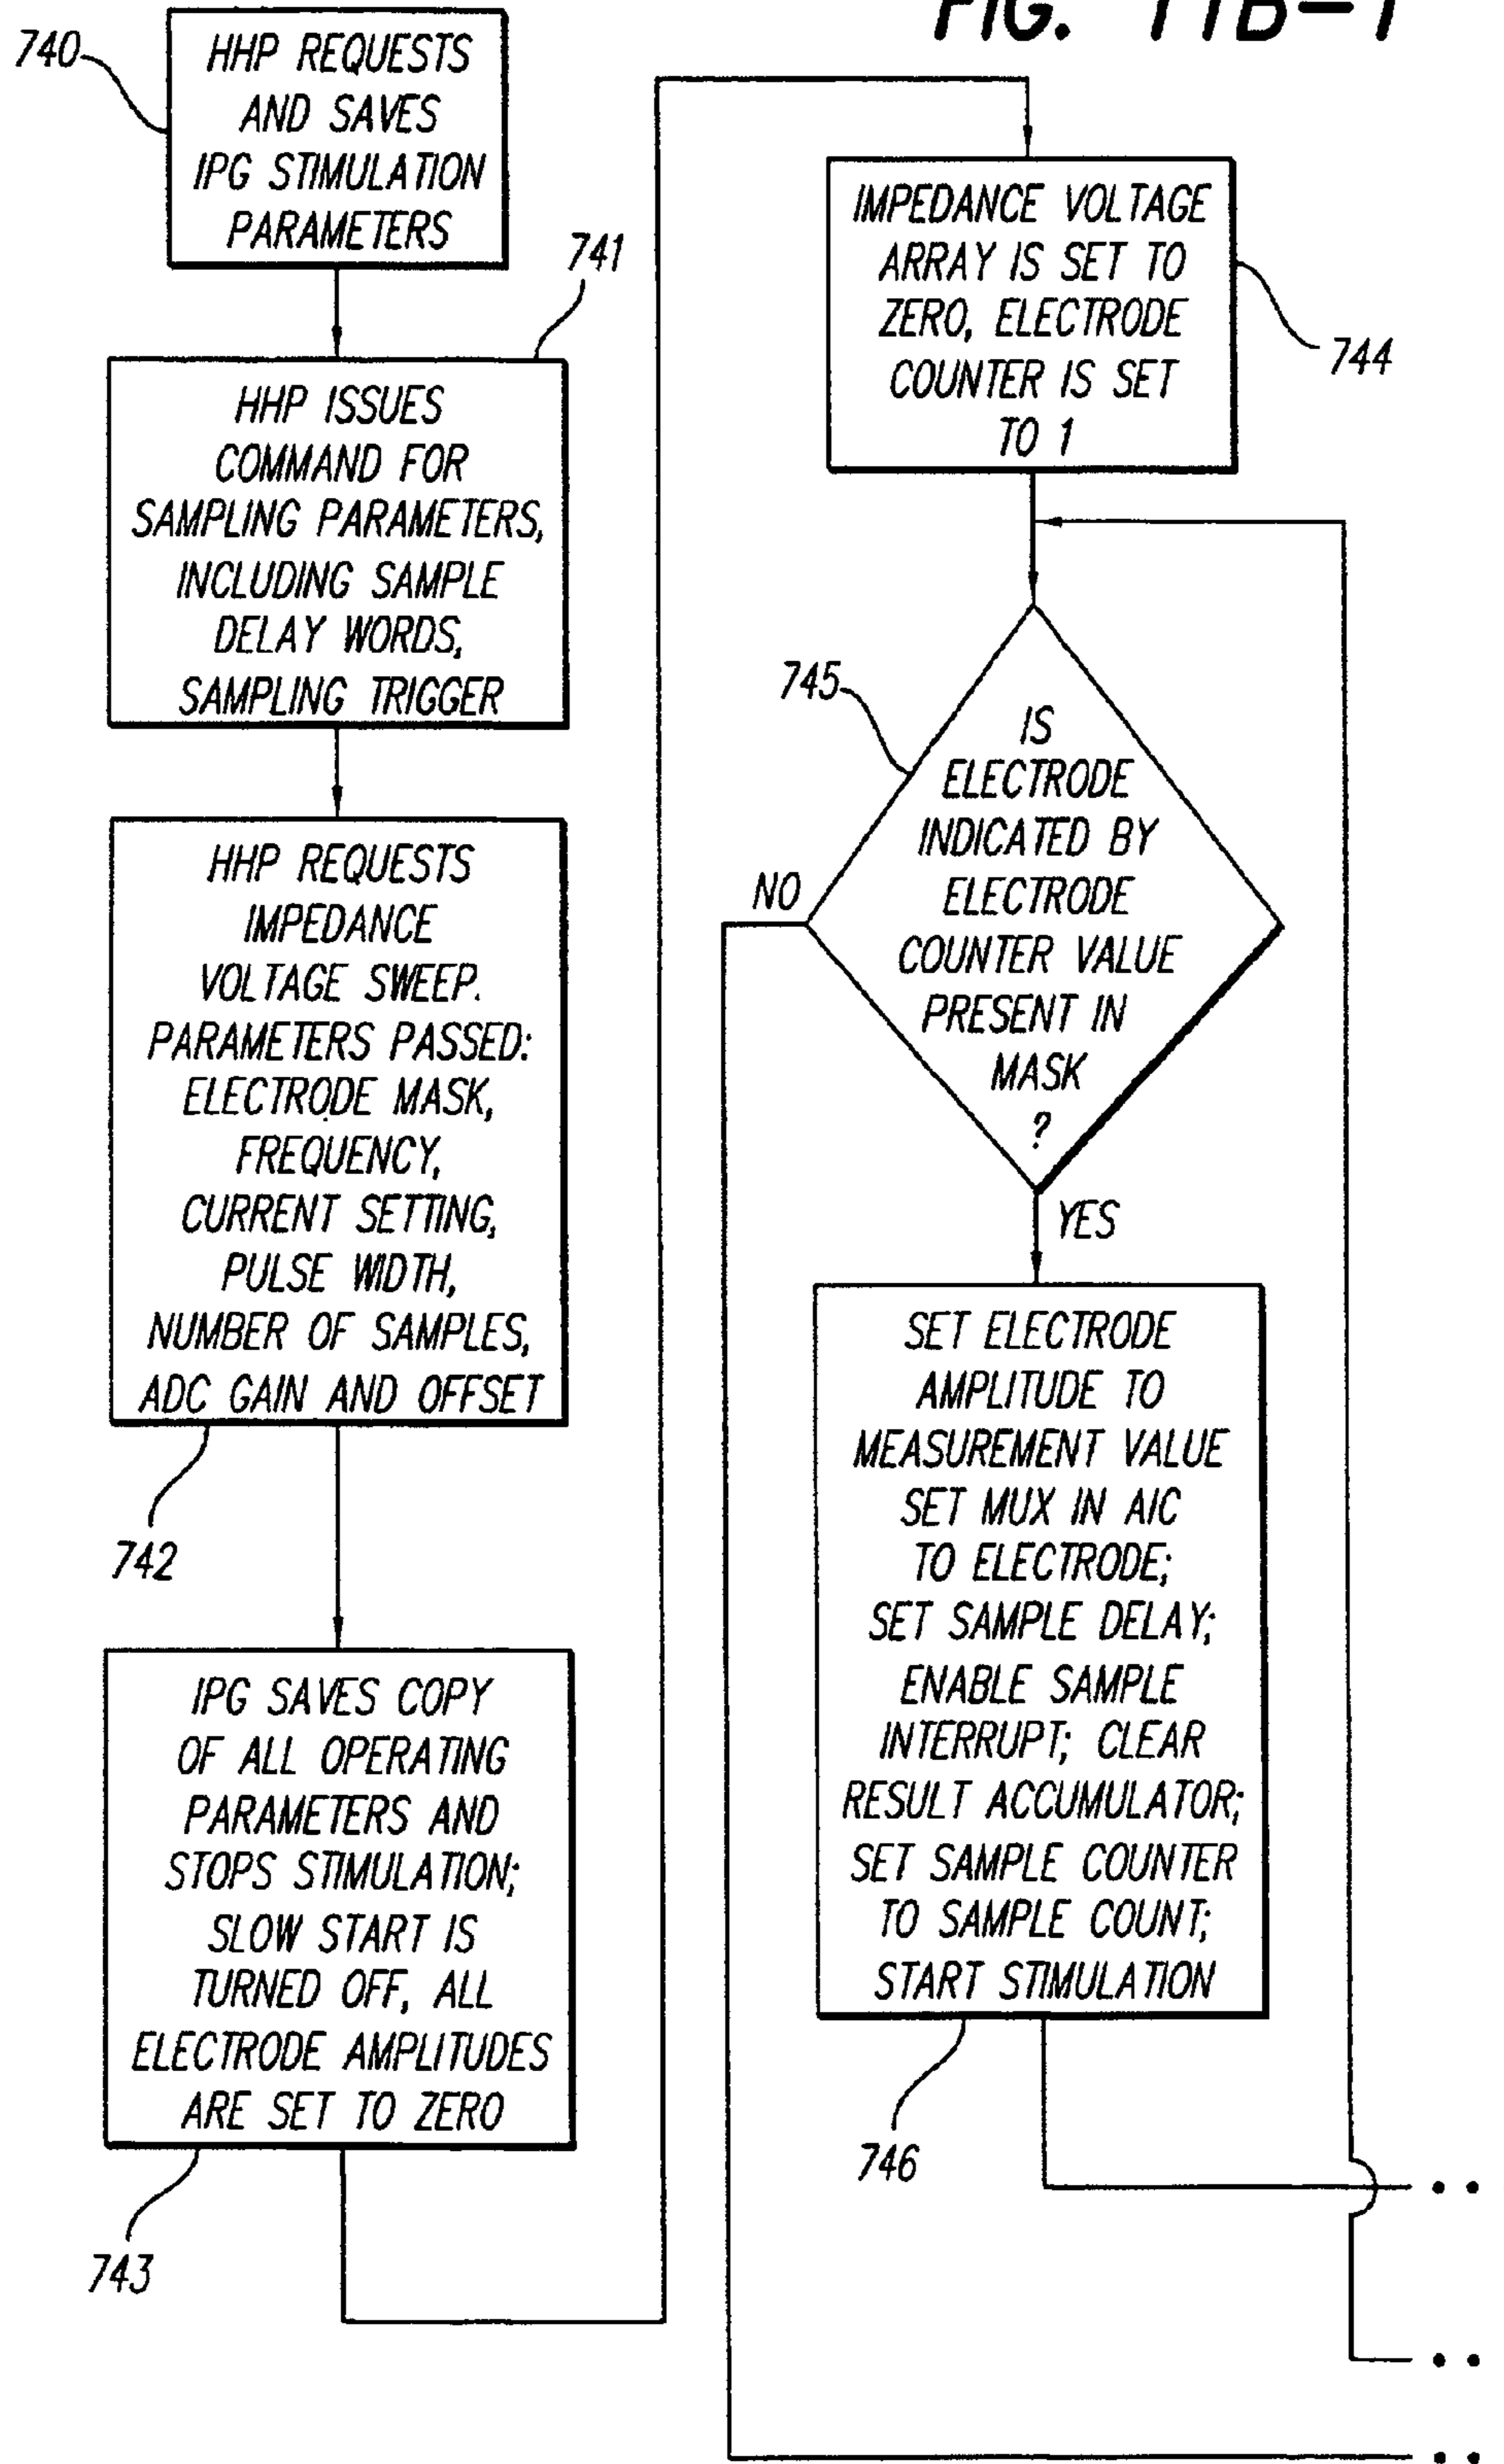 FIG. 11B-1
740
HHP REQUESTS
AND SAVES
IPG STIMULATION
PARAMETERS
741
HHP ISSUES
COMMAND FOR
SAMPLING PARAMETERS,
INCLUDING SAMPLE
DELAY WORDS,
SAMPLING TRIGGER
HHP REQUESTS
IMPEDANCE
VOLTAGE SWEEP.
PARAMETERS PASSED:
ELECTRODE MASK,
FREQUENCY,
CURRENT SETTING,
PULSE WIDTH,
NUMBER OF SAMPLES,
ADC GAIN AND OFFSET
742
IPG SAVES COPY
OF ALL OPERATING
PARAMETERS AND
STOPS STIMULATION;
SLOW START IS
TURNED OFF, ALL
ELECTRODE AMPLITUDES
ARE SET TO ZERO
743
IMPEDANCE VOLTAGE
ARRAY IS SET TO
ZERO, ELECTRODE
COUNTER IS SET
TO 1
744
745
IS
ELECTRODE
INDICATED BY
ELECTRODE
COUNTER VALUE
PRESENT IN
MASK
?
NO
YES
SET ELECTRODE
AMPLITUDE TO
MEASUREMENT VALUE
SET MUX IN AIC
TO ELECTRODE;
SET SAMPLE DELAY;
ENABLE SAMPLE
INTERRUPT; CLEAR
RESULT ACCUMULATOR;
SET SAMPLE COUNTER
TO SAMPLE COUNT;
START STIMULATION
746